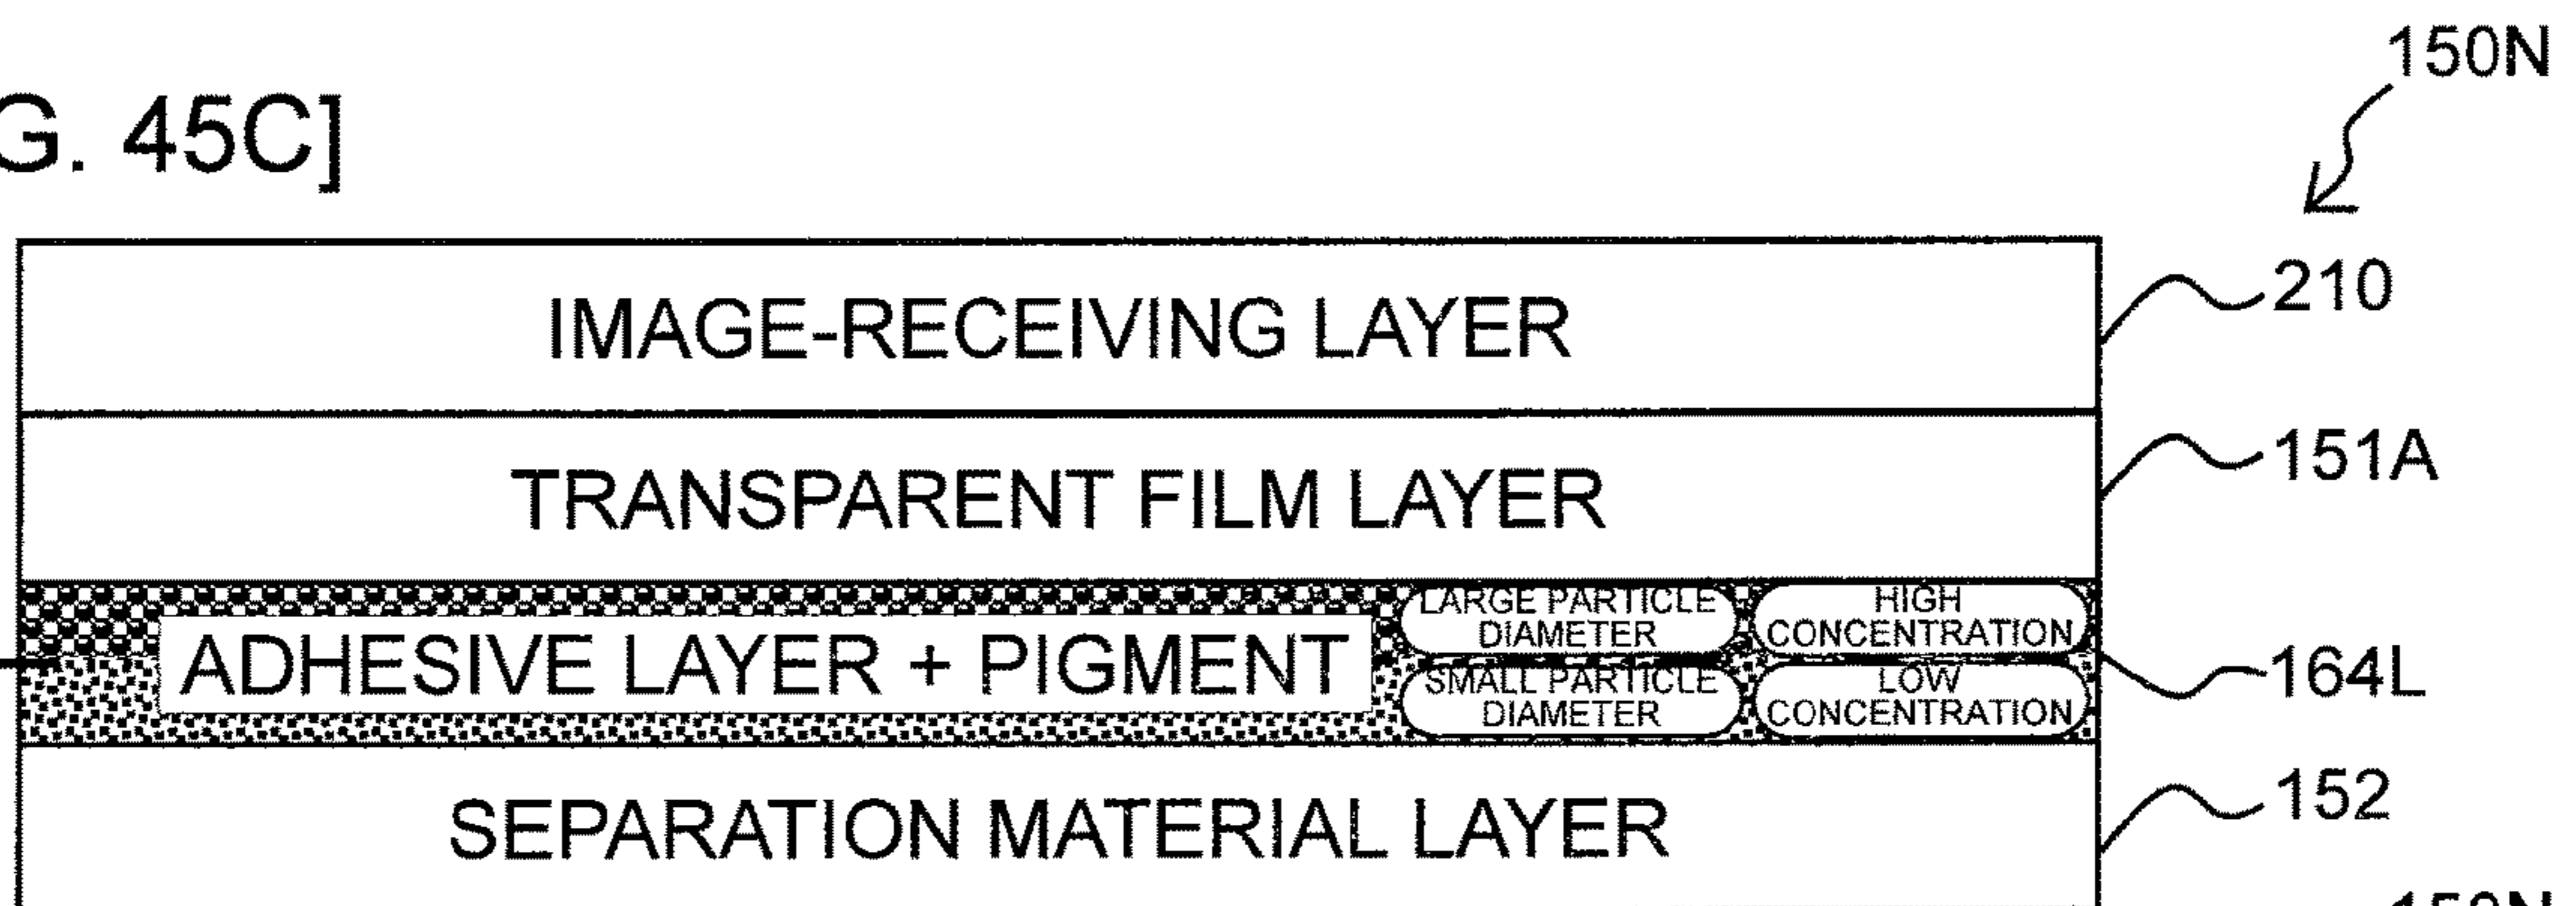 150N
G. 45C]
IMAGE-RECEIVING LAYER
210
TRANSPARENT FILM LAYER
151A
ADHESIVE LAYER + PIGMENT
LARGE PARTICLE
DIAMETER
HIGH
CONCENTRATION
SMALL PARTICLE
DIAMETER
LOW
CONCENTRATION
164L
SEPARATION MATERIAL LAYER
152